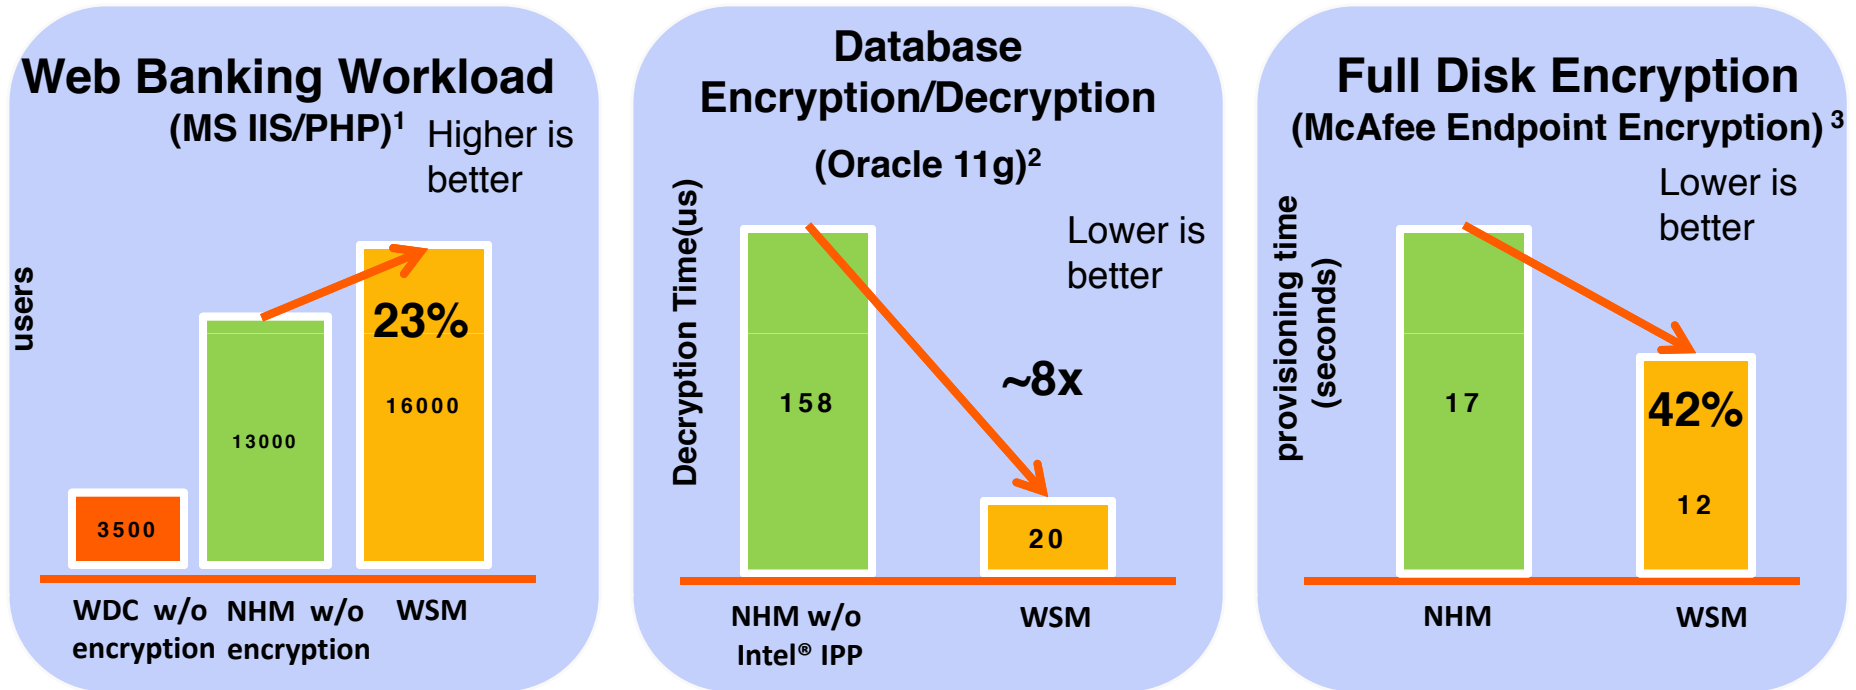 Web Banking Workload
(MS IIS/PHP)1
Higher is
better
users
23%
16000
13000
3500
WDC w/o
encryption
NHM w/o
encryption
WSM
Database
Encryption/Decryption
(Oracle 11g)2
Lower is
better
Decryption Time(us)
~8x
158
20
NHM w/o
Intel® IPP
WSM
Full Disk Encryption
(McAfee Endpoint Encryption) 3
Lower is
better
provisioning time
(seconds)
17
42%
12
NHM
WSM